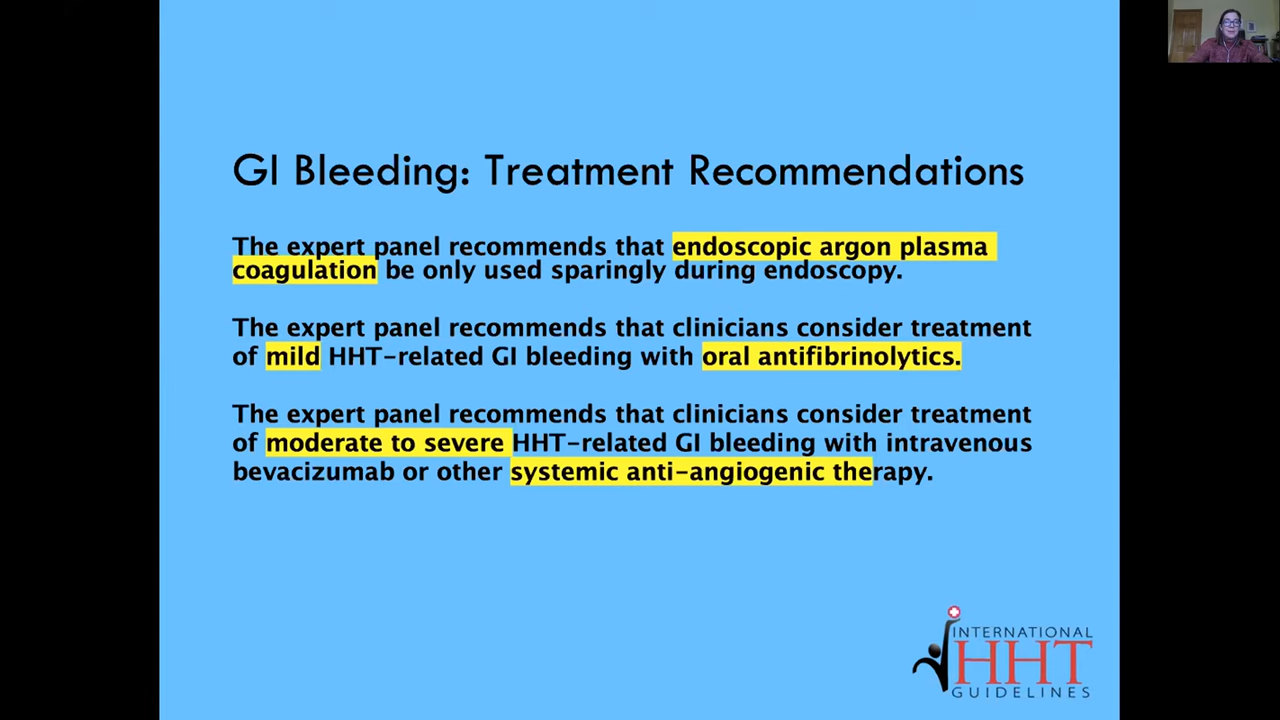 GI Bleeding: Treatment Recommendations
The expert panel recommends that endoscopic argon plasma
coagulation be only used sparingly during endoscopy.
The expert panel recommends that clinicians consider treatment
of mild HHT-related GI bleeding with oral antifibrinolytics.
The expert panel recommends that clinicians consider treatment
of moderate to severe HHT-related GI bleeding with intravenous
bevacizumab or other systemic anti-angiogenic therapy.
INTERNATIONAL
HHT
GUIDELINES